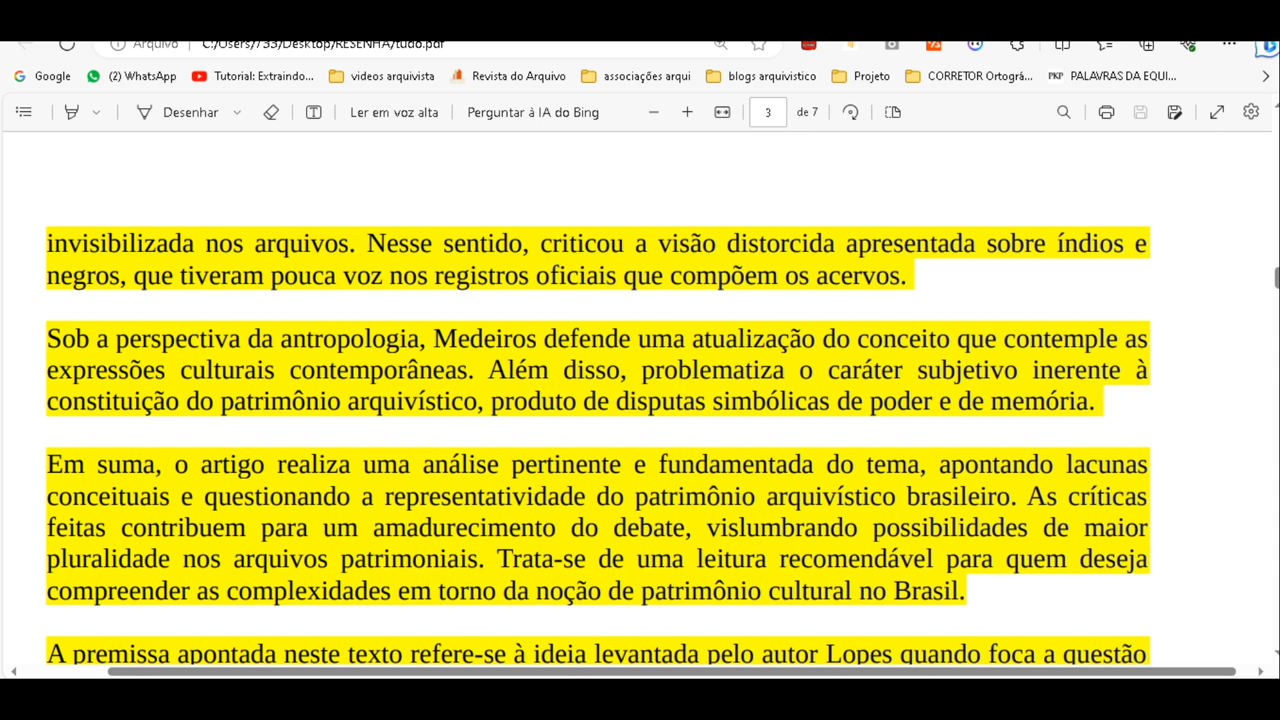 Arquivo C:/Users/733/Desktop/RESENHA/tudo.pdf
Google (2) WhatsApp Tutorial: Extraindo... videos arquivista Revista do Arquivo associações arqui blogs arquivistico Projeto CORRETOR Ortográ... PKP PALAVRAS DA EQUI...
Desenhar Ler em voz alta Perguntar à IA do Bing 3 de 7
invisibilizada nos arquivos. Nesse sentido, criticou a visão distorcida apresentada sobre índios e
negros, que tiveram pouca voz nos registros oficiais que compõem os acervos.
Sob a perspectiva da antropologia, Medeiros defende uma atualização do conceito que contemple as
expressões culturais contemporâneas. Além disso, problematiza o caráter subjetivo inerente à
constituição do patrimônio arquivístico, produto de disputas simbólicas de poder e de memória.
Em suma, o artigo realiza uma análise pertinente e fundamentada do tema, apontando lacunas
conceituais e questionando a representatividade do patrimônio arquivístico brasileiro. As críticas
feitas contribuem para um amadurecimento do debate, vislumbrando possibilidades de maior
pluralidade nos arquivos patrimoniais. Trata-se de uma leitura recomendável para quem deseja
compreender as complexidades em torno da noção de patrimônio cultural no Brasil.
A premissa apontada neste texto refere-se à ideia levantada pelo autor Lopes quando foca a questão